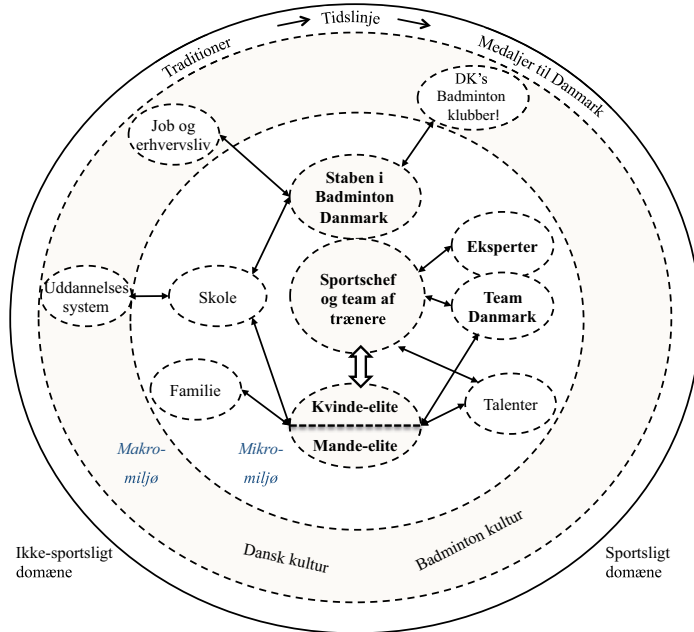 Traditioner
Tidslinje
Medaljer til Danmark
DK's
Badminton
klubber!
Job og
erhvervsliv
Staben i
Badminton
Danmark
Eksperter
Uddannelses
system
Skole
Sportschef
og team af
trænere
Team
Danmark
Familie
Kvinde-elite
Mande-elite
Talenter
Makro-
miljø
Mikro-
miljø
Ikke-sportsligt
domæne
Dansk kultur
Badminton kultur
Sportsligt
domæne